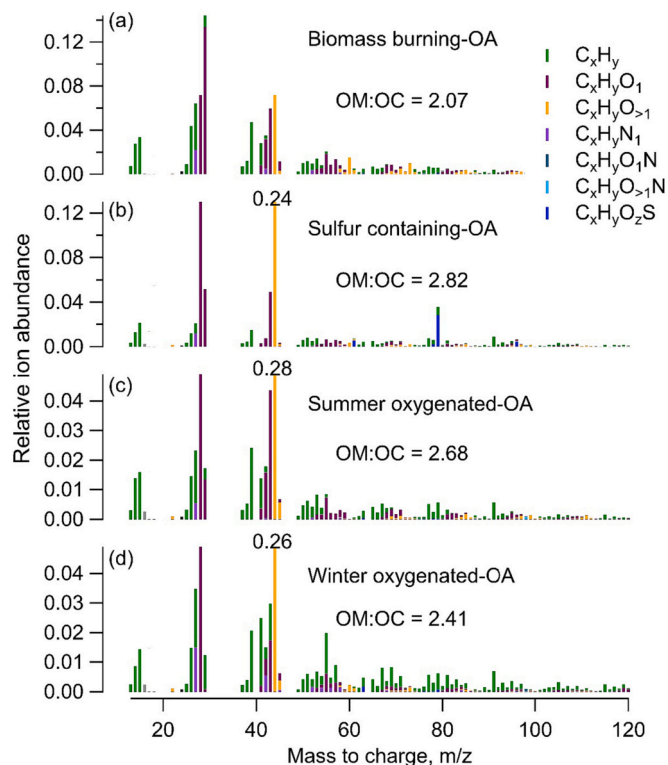 (a)
Biomass burning-OA
OM:OC = 2.07
0.12
0.08
0.04
0.00
CxHy
CxHyO1
CxHyO>1
CxHyN1
CxHyO1N
CxHyO>1N
CxHyOzS
0.24
(b)
Sulfur containing-OA
OM:OC = 2.82
0.12
0.08
0.04
0.00
Relative ion abundance
0.28
(c)
Summer oxygenated-OA
OM:OC = 2.68
0.04
0.03
0.02
0.01
0.00
0.26
(d)
Winter oxygenated-OA
OM:OC = 2.41
0.04
0.03
0.02
0.01
0.00
20 40 60 80 100 120
Mass to charge, m/z